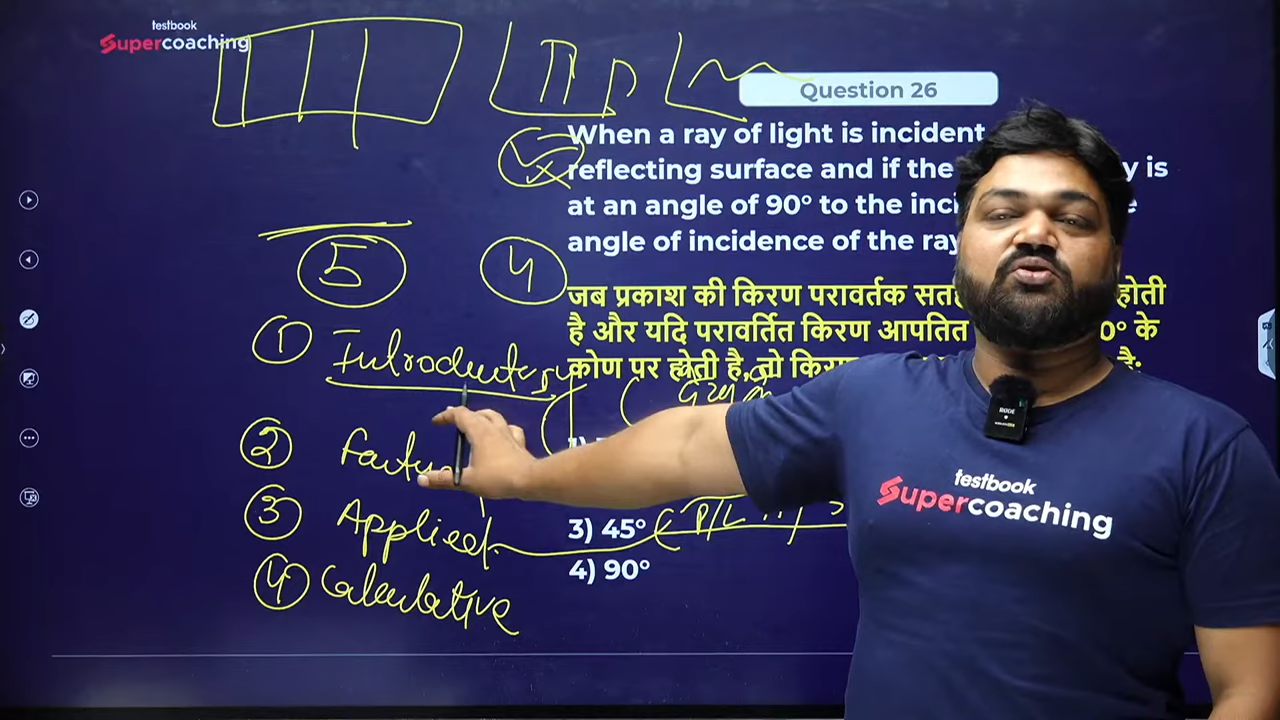 testbook
Supercoaching
Question 26
When a ray of light is incident
reflecting surface and if the y is
at an angle of 90° to the inci e
angle of incidence of the ray
5 4
जब प्रकाश की किरण परावर्तक सतह होती
है और यदि परावर्तित किरण आपतित 0° के
कोण पर होती है, तो किरण है:
1 Introductory
2 Factu
3 Applied
3) 45°
4) 90°
4 Calculative
testbook
Supercoaching
RODE